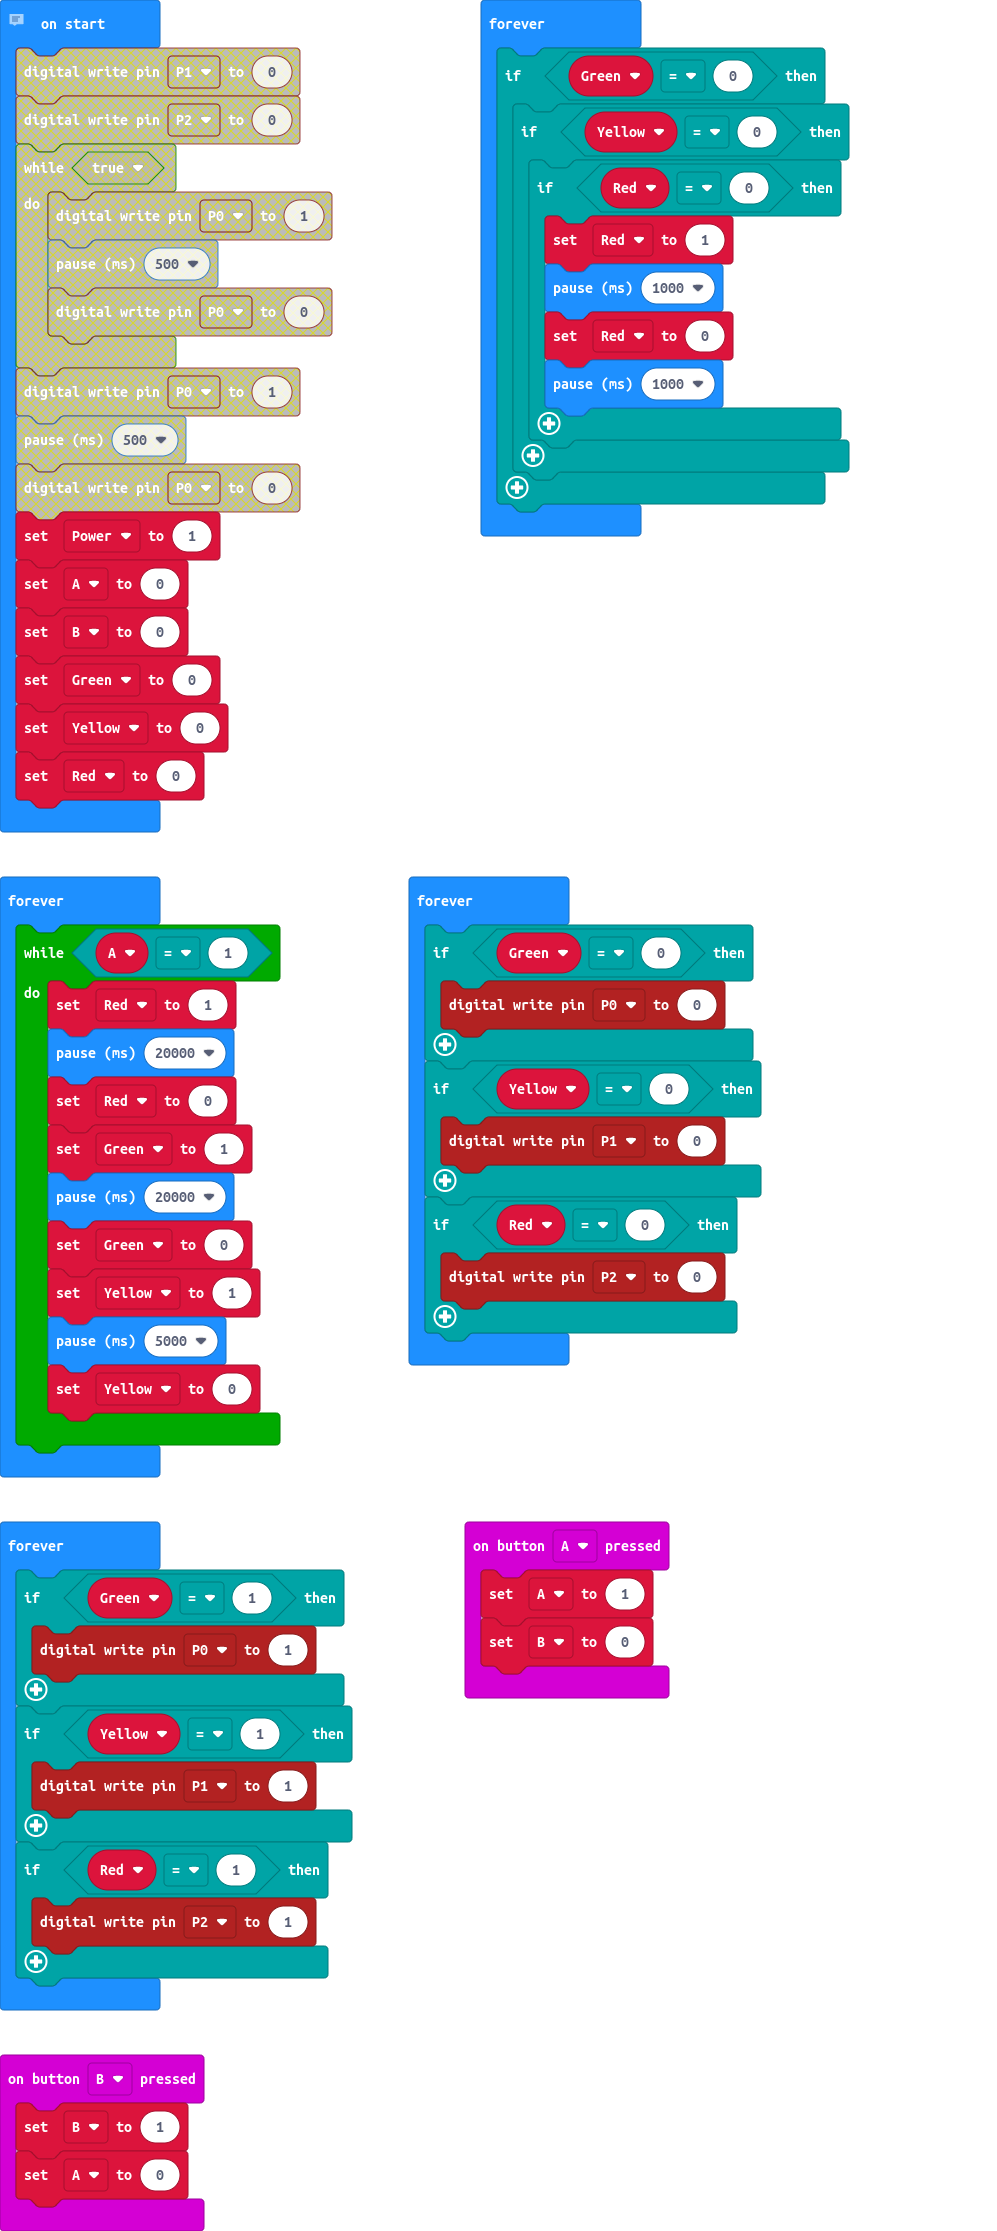 on start
digital write pin P1 to 0
digital write pin P2 to 0
while true
do
digital write pin P0 to 1
pause (ms) 500
digital write pin P0 to 0
digital write pin P0 to 1
pause (ms) 500
digital write pin P0 to 0
set Power to 1
set A to 0
set B to 0
set Green to 0
set Yellow to 0
set Red to 0
forever
if Green = 0 then
if Yellow = 0 then
if Red = 0 then
set Red to 1
pause (ms) 1000
set Red to 0
pause (ms) 1000
forever
while A = 1
do
set Red to 1
pause (ms) 20000
set Red to 0
set Green to 1
pause (ms) 20000
set Green to 0
set Yellow to 1
pause (ms) 5000
set Yellow to 0
forever
if Green = 0 then
digital write pin P0 to 0
if Yellow = 0 then
digital write pin P1 to 0
if Red = 0 then
digital write pin P2 to 0
forever
if Green = 1 then
digital write pin P0 to 1
if Yellow = 1 then
digital write pin P1 to 1
if Red = 1 then
digital write pin P2 to 1
on button A pressed
set A to 1
set B to 0
on button B pressed
set B to 1
set A to 0